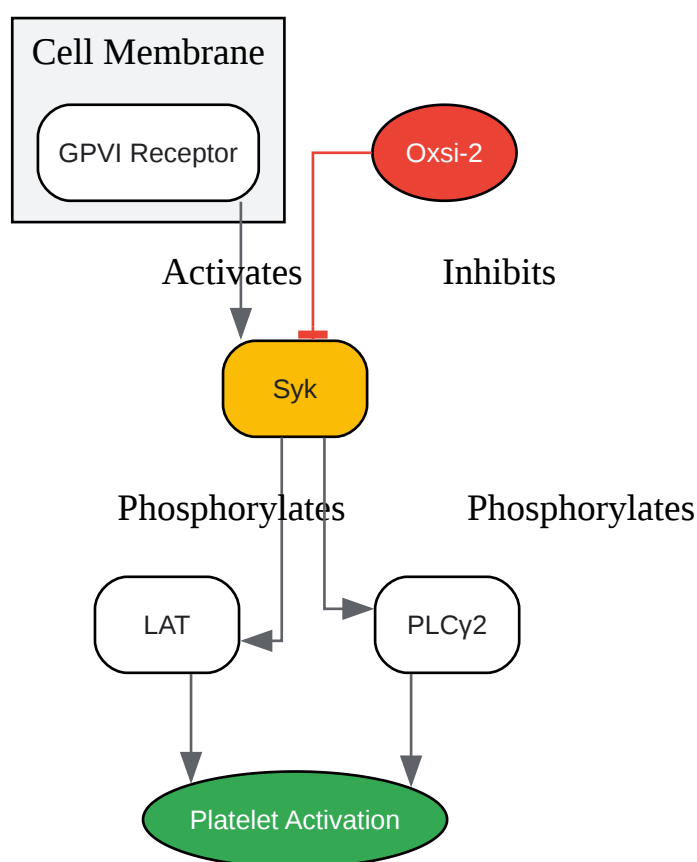 Cell Membrane
GPVI Receptor
Oxsi-2
Activates
Inhibits
Syk
Phosphorylates
Phosphorylates
LAT
PLCγ2
Platelet Activation